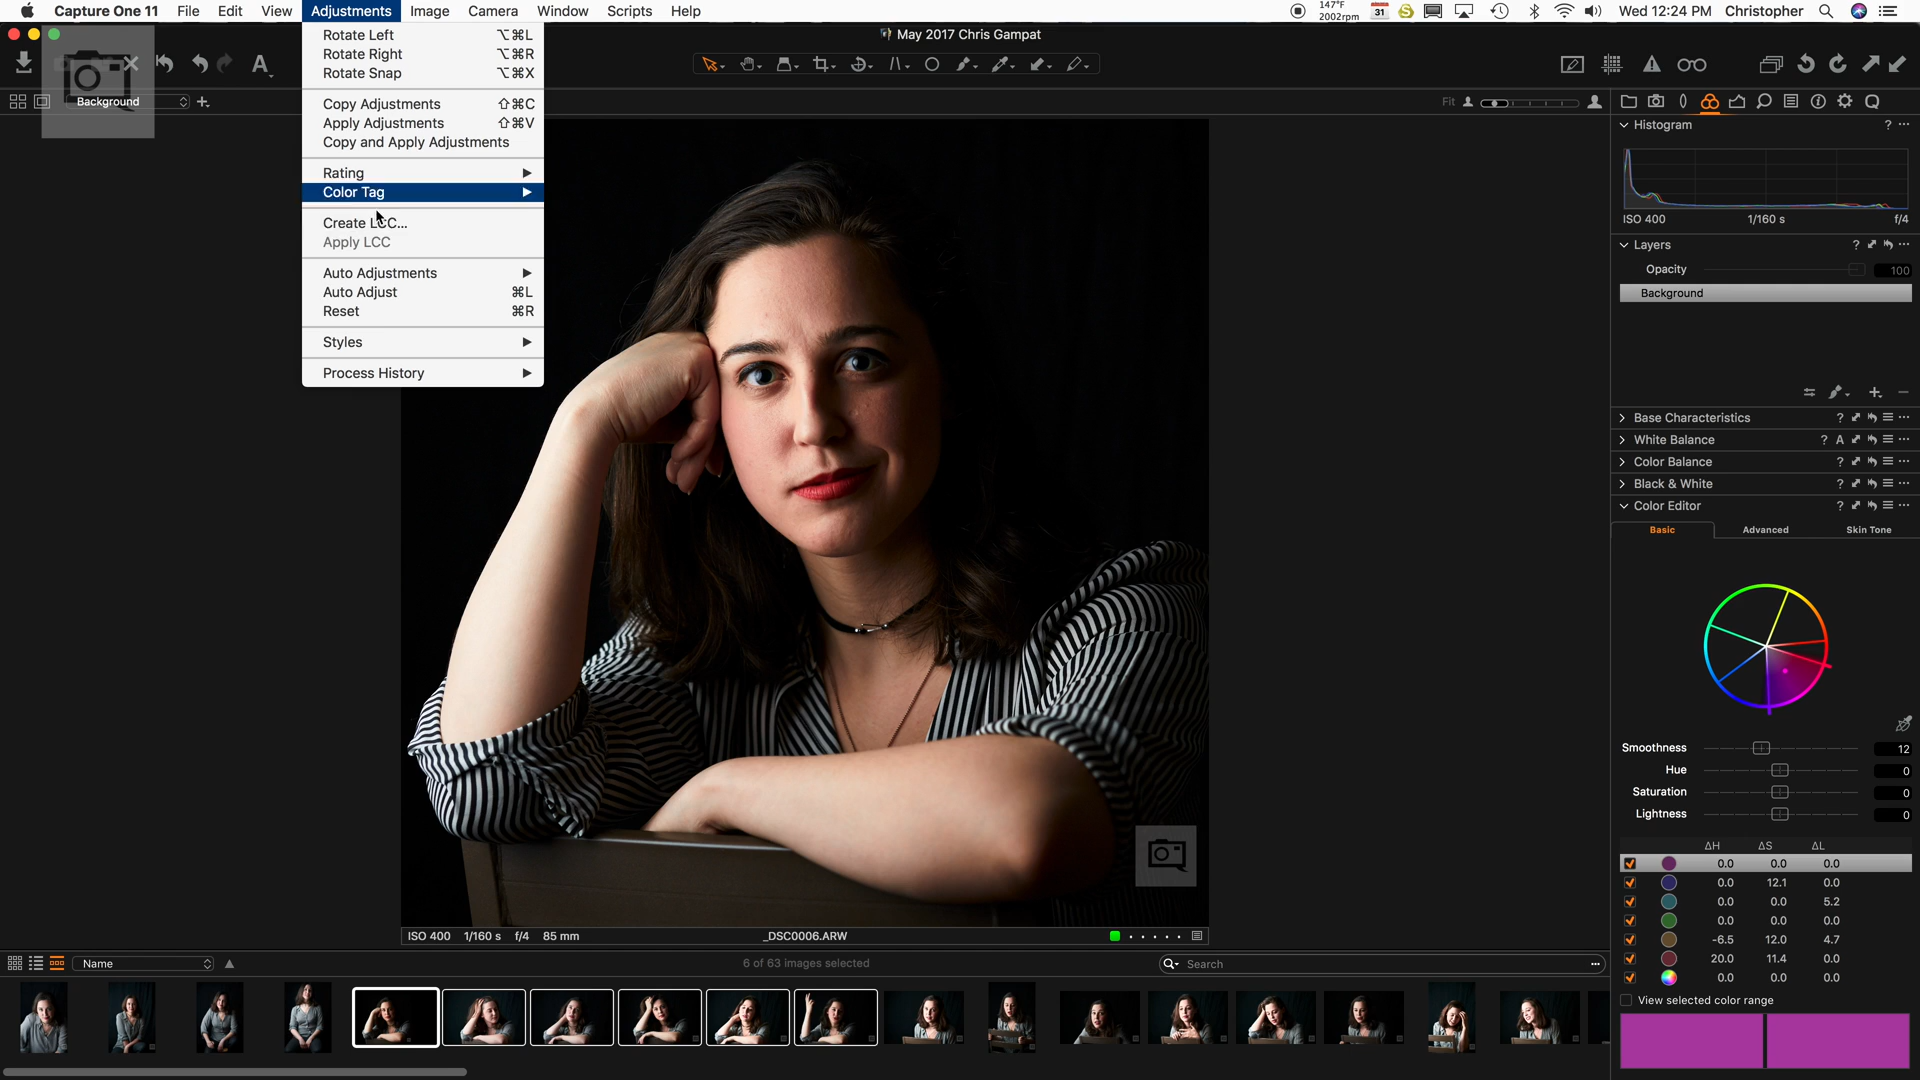 Capture One 11 File Edit View Adjustments Image Camera Window Scripts Help 147°F 2002rpm 31 S Wed 12:24 PM Christopher
May 2017 Chris Gampat
A
Background
Fit
Rotate Left ⌥⌘L
Rotate Right ⌥⌘R
Rotate Snap ⌥⌘X
Copy Adjustments ⇧⌘C
Apply Adjustments ⇧⌘V
Copy and Apply Adjustments
Rating
Color Tag
Create LCC...
Apply LCC
Auto Adjustments
Auto Adjust ⌘L
Reset ⌘R
Styles
Process History
Histogram ?
ISO 400 1/160 s f/4
Layers ?
Opacity 100
Background
Base Characteristics ?
White Balance ? A
Color Balance ?
Black & White ?
Color Editor ?
Basic Advanced Skin Tone
Smoothness 12
Hue 0
Saturation 0
Lightness 0
ΔH ΔS ΔL
0.0 0.0 0.0
0.0 12.1 0.0
0.0 0.0 5.2
0.0 0.0 0.0
-6.5 12.0 4.7
20.0 11.4 0.0
0.0 0.0 0.0
View selected color range
ISO 400 1/160 s f/4 85 mm _DSC0006.ARW
Name 6 of 63 images selected Search